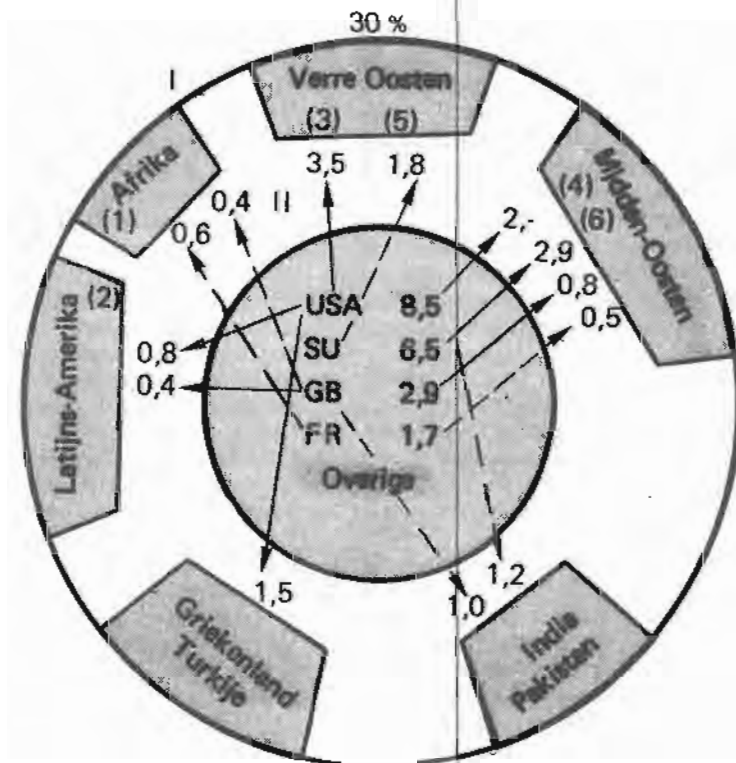 30 %
I
Verre Oosten
(3) (5)
Afrika
(1)
Midden-Oosten
(4)
(6)
3,5
1,8
0,4
II
0,6
2,-
2,9
0,8
0,5
USA 8,5
SU 6,5
GB 2,9
FR 1,7
Overige
Latijns-Amerika
(2)
0,8
0,4
1,5
1,2
1,0
Griekenland
Turkije
Indie
Pakistan